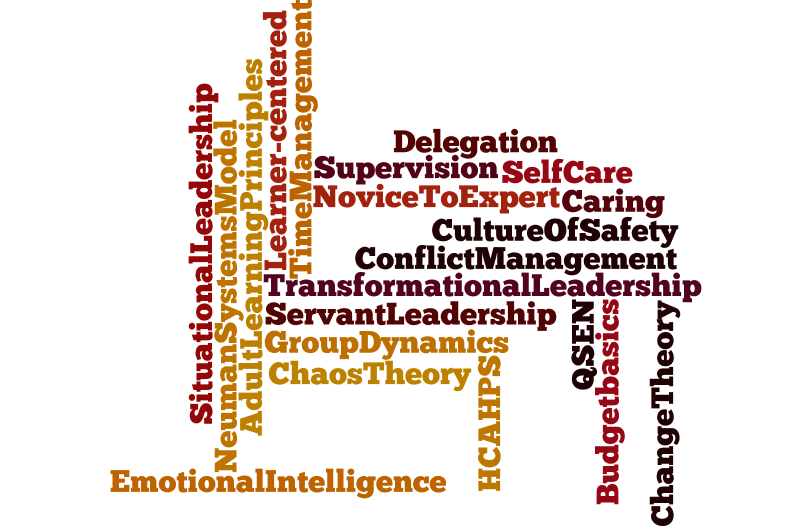 SituationalLeadership
NeumanSystemsModel
AdultLearningPrinciples
Learner-centered
TimeManagement
Delegation
Supervision
SelfCare
NoviceToExpert
Caring
CultureOfSafety
ConflictManagement
TransformationalLeadership
ServantLeadership
GroupDynamics
ChaosTheory
HCAHPS
QSEN
Budgetbasics
ChangeTheory
EmotionalIntelligence